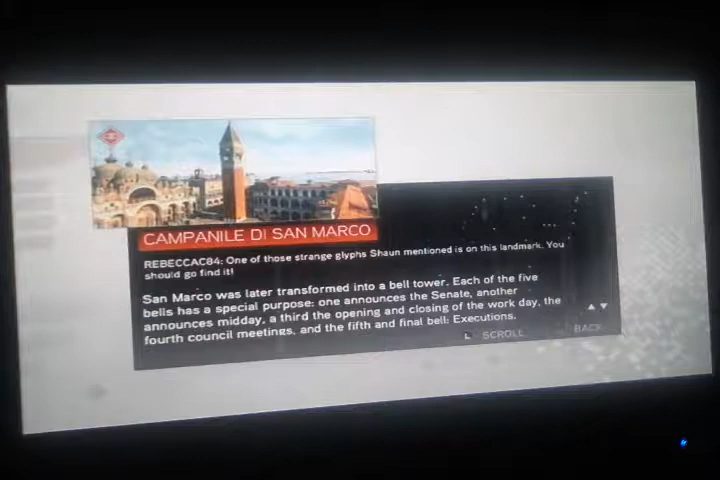 CAMPANILE DI SAN MARCO
REBECCAC84: One of those strange glyphs Shaun mentioned is on this landmark. You
should go find it!
San Marco was later transformed into a bell tower. Each of the five
bells has a special purpose: one announces the Senate, another
announces midday, a third the opening and closing of the work day, the
fourth council meetings, and the fifth and final bell: Executions.
L SCROLL
BACK